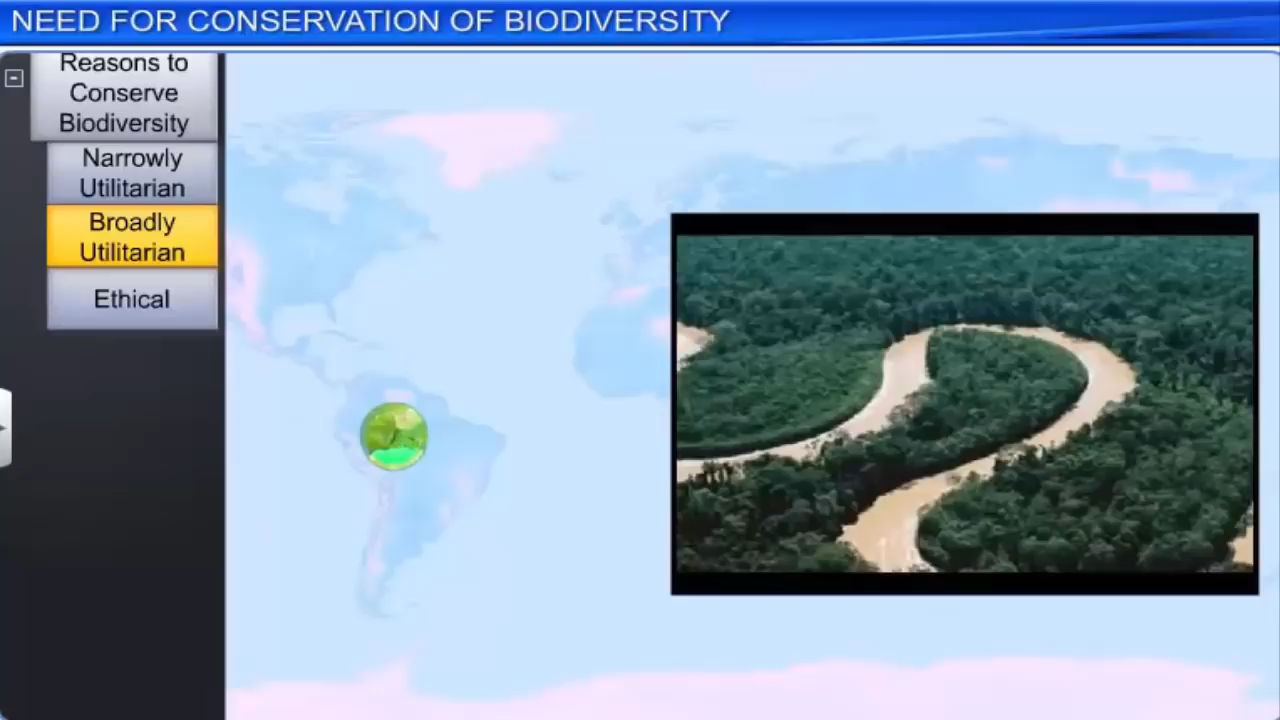 NEED FOR CONSERVATION OF BIODIVERSITY
Reasons to
Conserve
Biodiversity
Narrowly
Utilitarian
Broadly
Utilitarian
Ethical